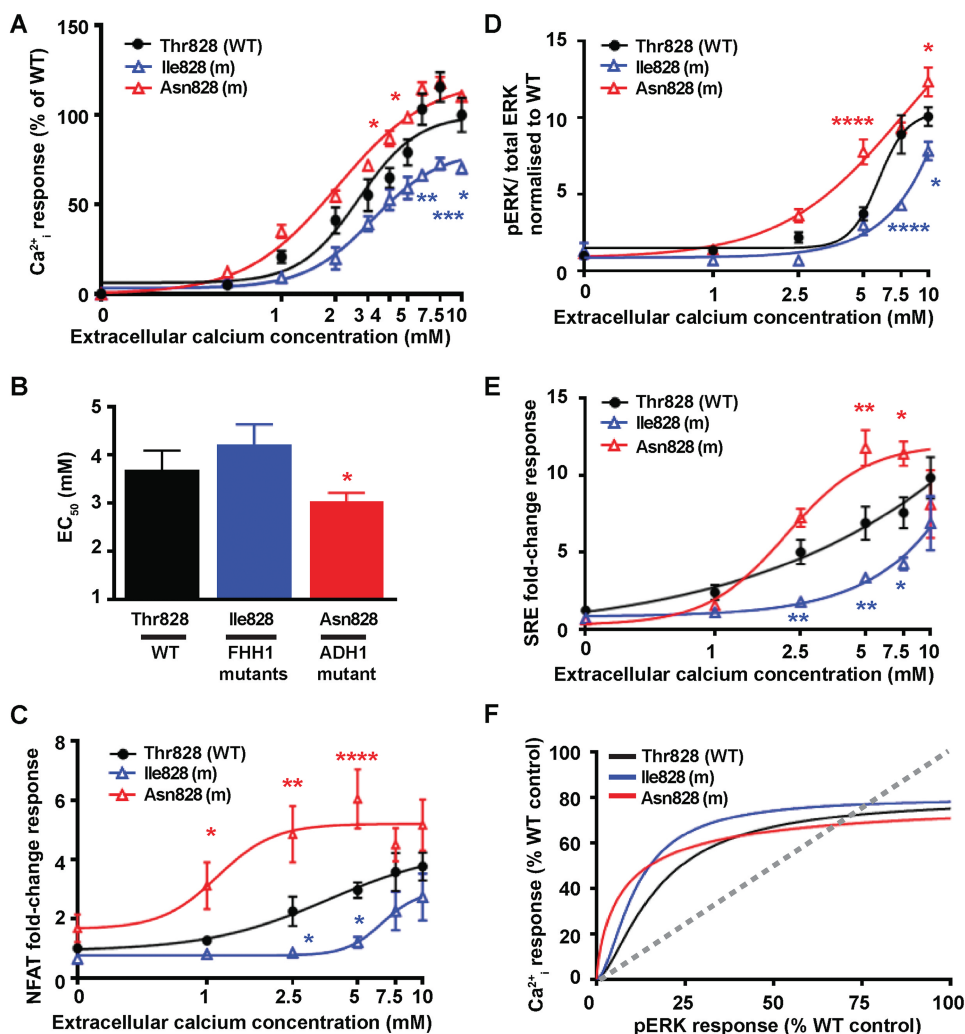 A
Ca²⁺ᵢ response (% of WT)
150
100
50
0
Thr828 (WT)
Ile828 (m)
Asn828 (m)
*
*
**
***
*
0 1 2 3 4 5 7.5 10
Extracellular calcium concentration (mM)
B
EC₅₀ (mM)
5
4
3
2
1
*
Thr828 Ile828 Asn828
WT FHH1 ADH1
mutants mutant
C
NFAT fold-change response
8
6
4
2
0
Thr828 (WT)
Ile828 (m)
Asn828 (m)
*
**
****
*
*
0 1 2.5 5 7.5 10
Extracellular calcium concentration (mM)
D
pERK/ total ERK
normalised to WT
15
10
5
0
Thr828 (WT)
Ile828 (m)
Asn828 (m)
*
****
*
****
0 1 2.5 5 7.5 10
Extracellular calcium concentration (mM)
E
SRE fold-change response
15
10
5
0
Thr828 (WT)
Ile828 (m)
Asn828 (m)
**
*
**
**
*
0 1 2.5 5 7.5 10
Extracellular calcium concentration (mM)
F
Ca²⁺ᵢ response (% WT control)
100
80
60
40
20
0
Thr828 (WT)
Ile828 (m)
Asn828 (m)
0 25 50 75 100
pERK response (% WT control)